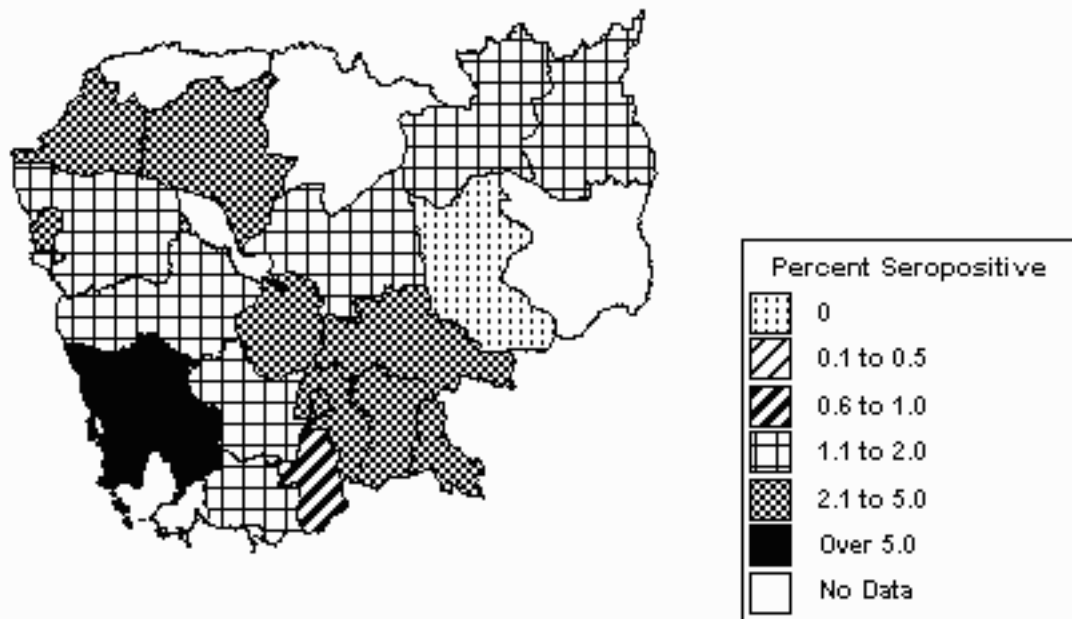 Percent Seropositive
0
0.1 to 0.5
0.6 to 1.0
1.1 to 2.0
2.1 to 5.0
Over 5.0
No Data